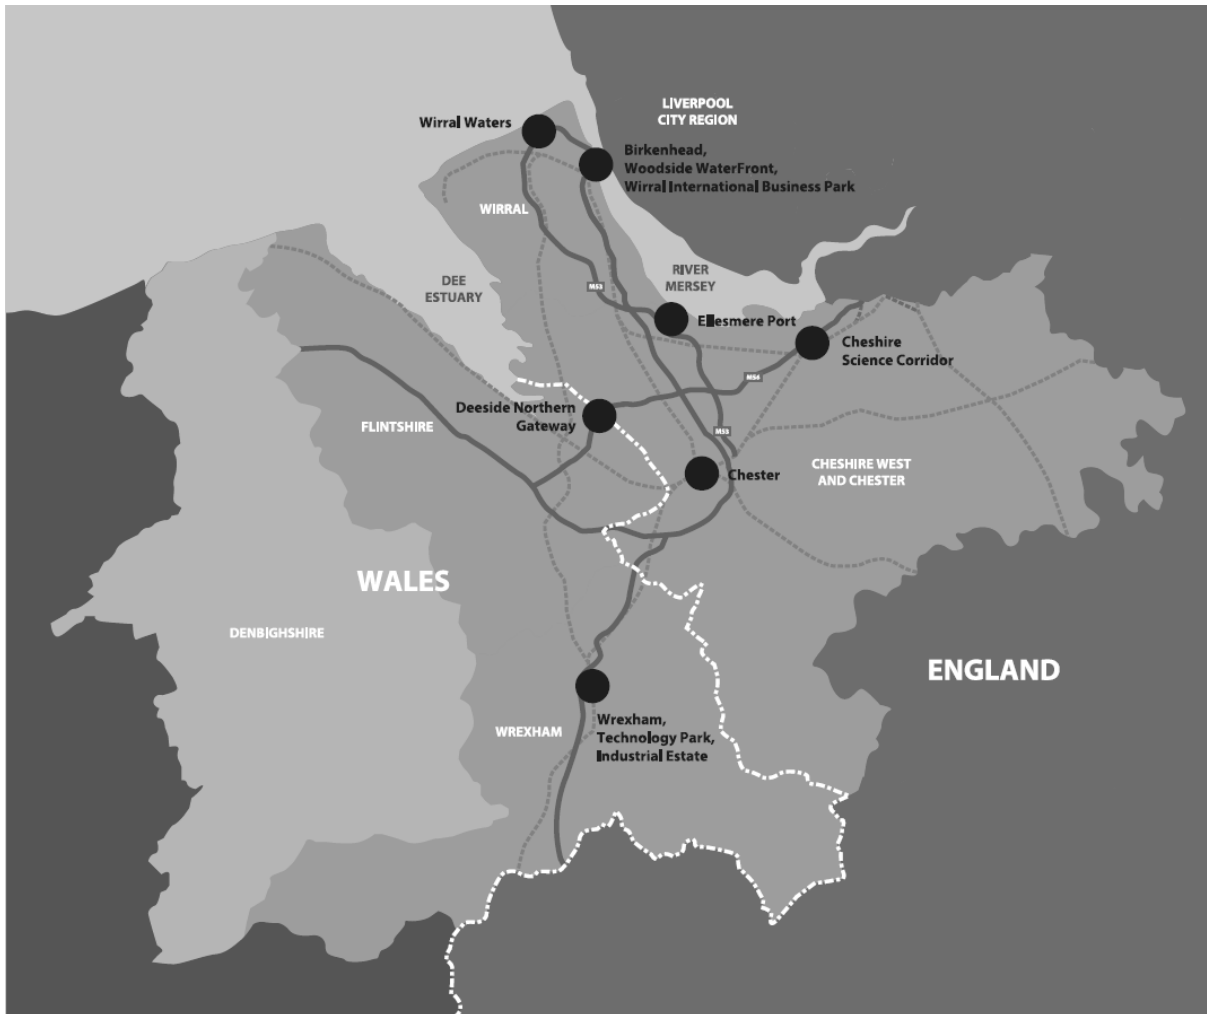 LIVERPOOL
CITY REGION
Wirral Waters
Birkenhead,
Woodside WaterFront,
Wirral International Business Park
WIRRAL
DEE
ESTUARY
RIVER
MERSEY
M53
Ellesmere Port
Cheshire
Science Corridor
M56
Deeside Northern
Gateway
FLINTSHIRE
M53
CHESHIRE WEST
AND CHESTER
Chester
WALES
DENBIGHSHIRE
ENGLAND
WREXHAM
Wrexham,
Technology Park,
Industrial Estate